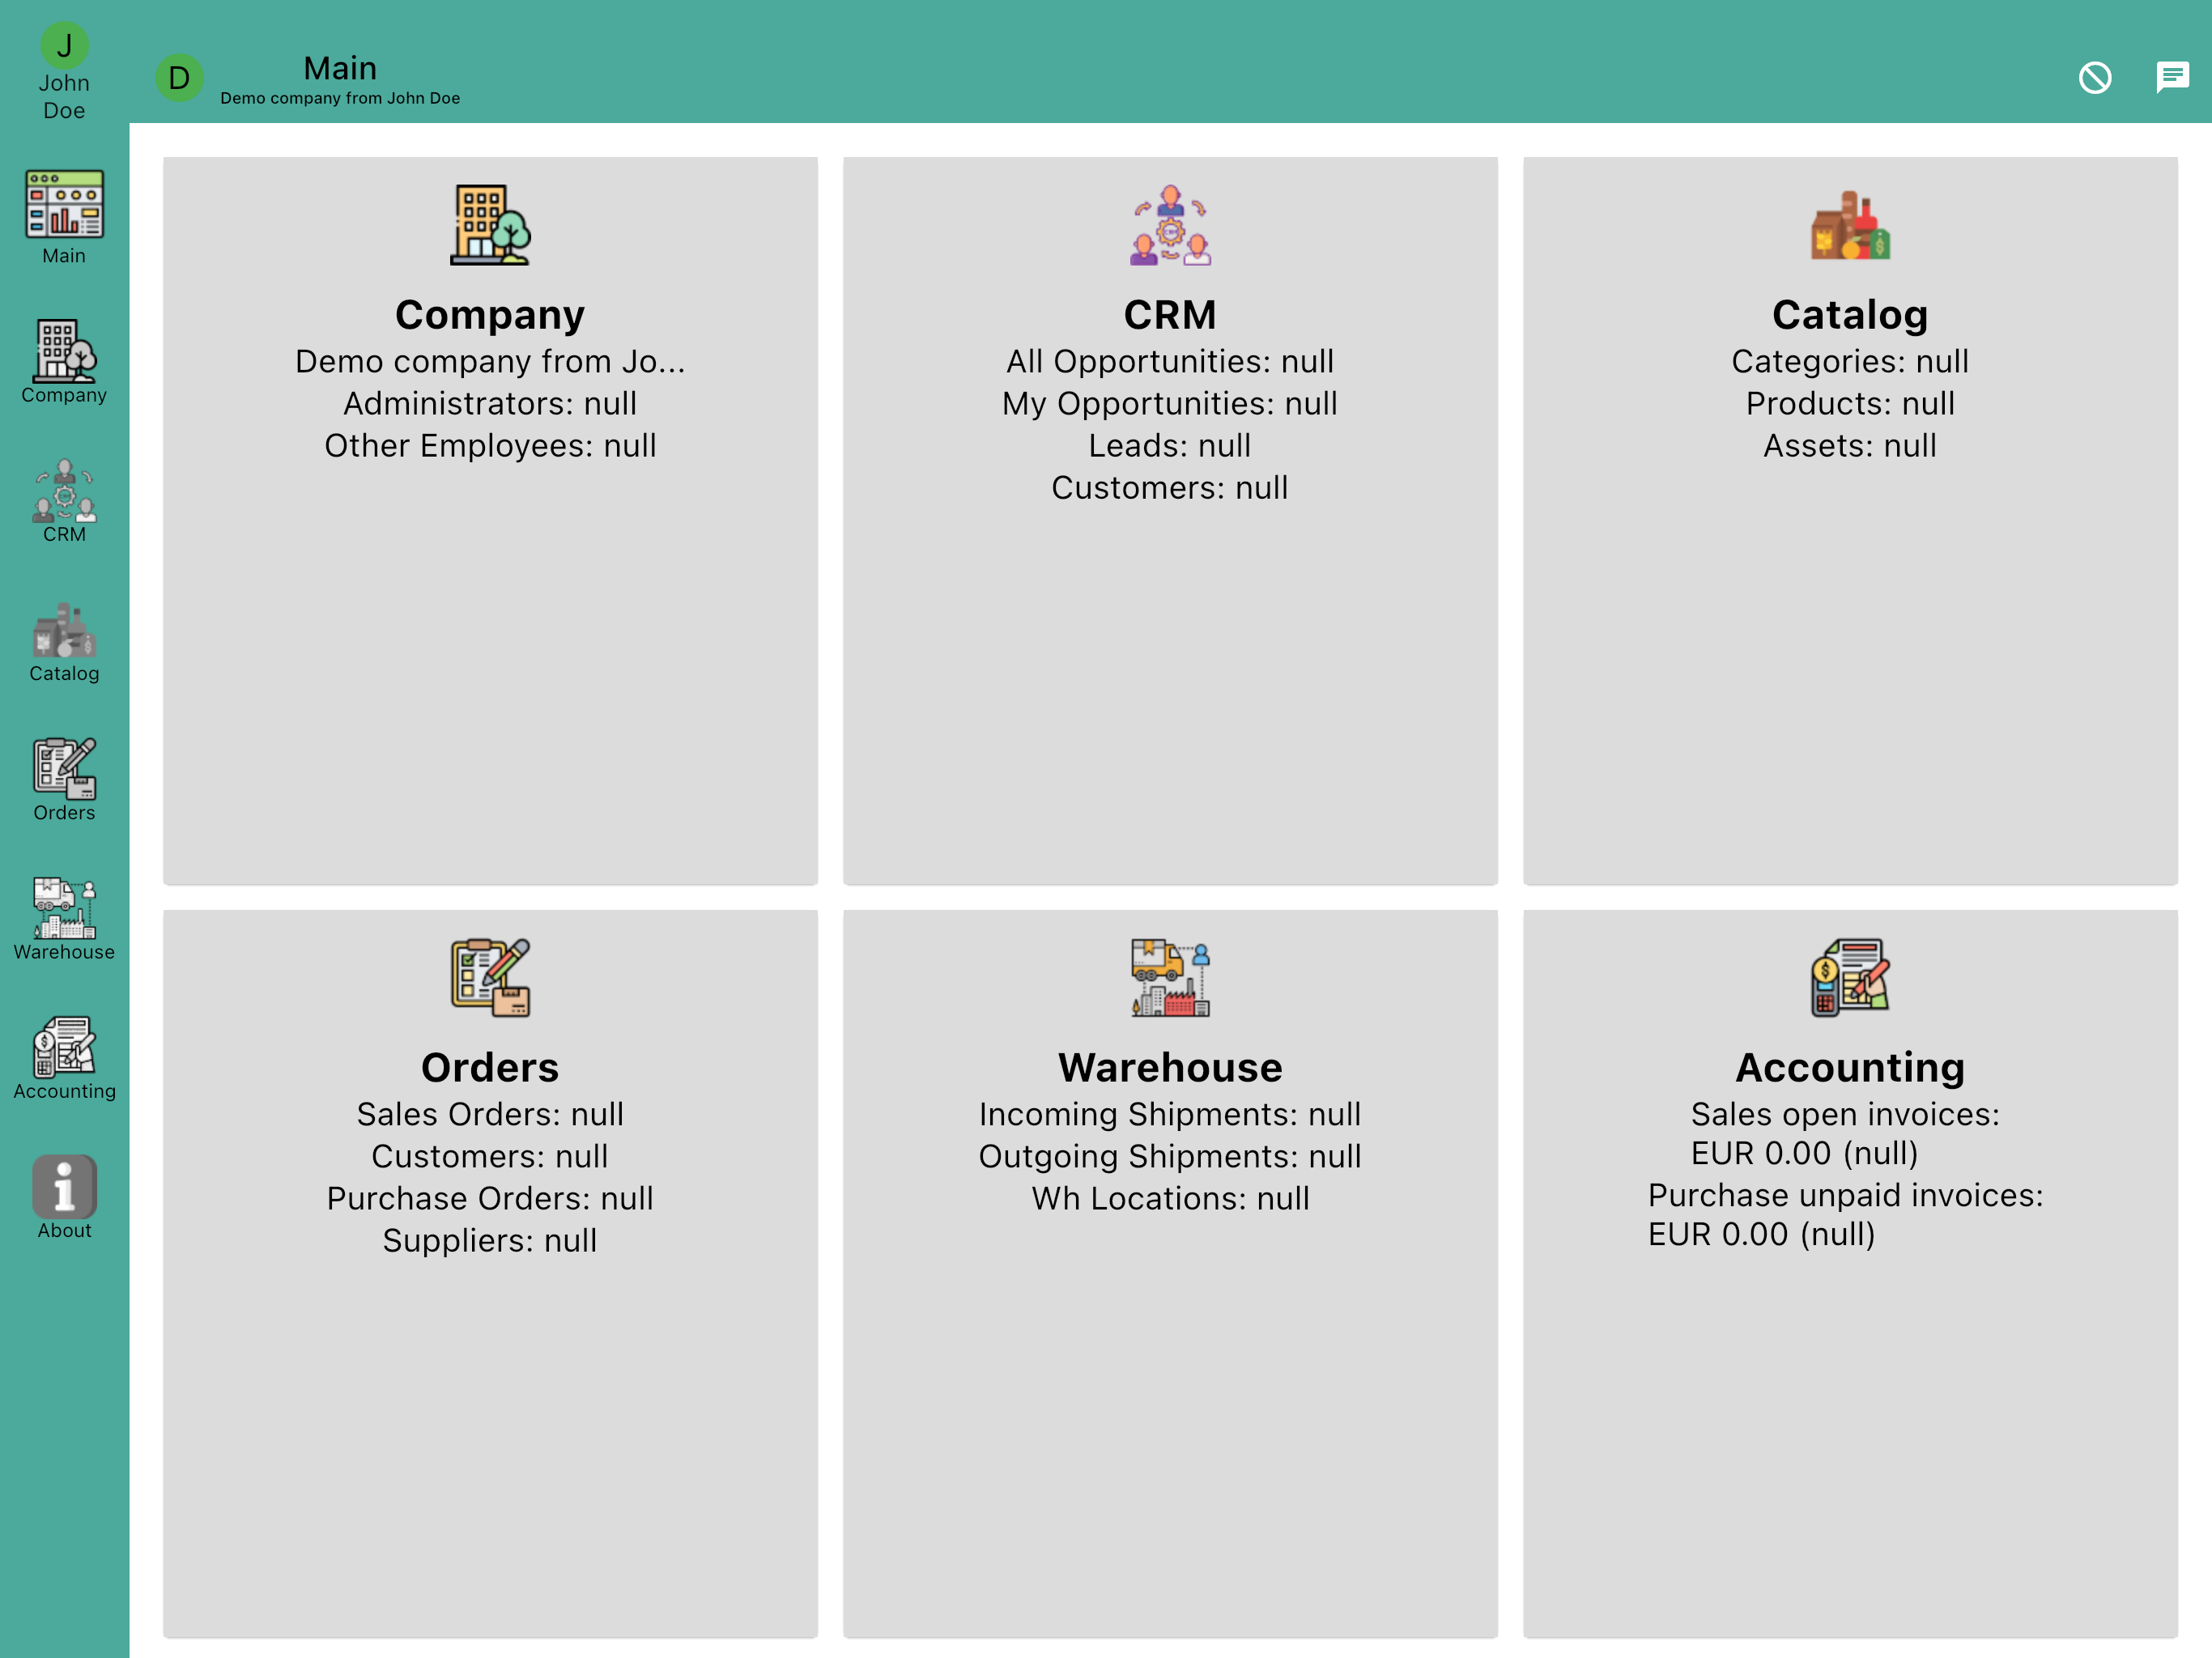 J
John
Doe
Main
Company
CRM
Catalog
Orders
Warehouse
Accounting
About
D
Main
Demo company from John Doe
Company
Demo company from Jo...
Administrators: null
Other Employees: null
CRM
All Opportunities: null
My Opportunities: null
Leads: null
Customers: null
Catalog
Categories: null
Products: null
Assets: null
Orders
Sales Orders: null
Customers: null
Purchase Orders: null
Suppliers: null
Warehouse
Incoming Shipments: null
Outgoing Shipments: null
Wh Locations: null
Accounting
Sales open invoices:
EUR 0.00 (null)
Purchase unpaid invoices:
EUR 0.00 (null)